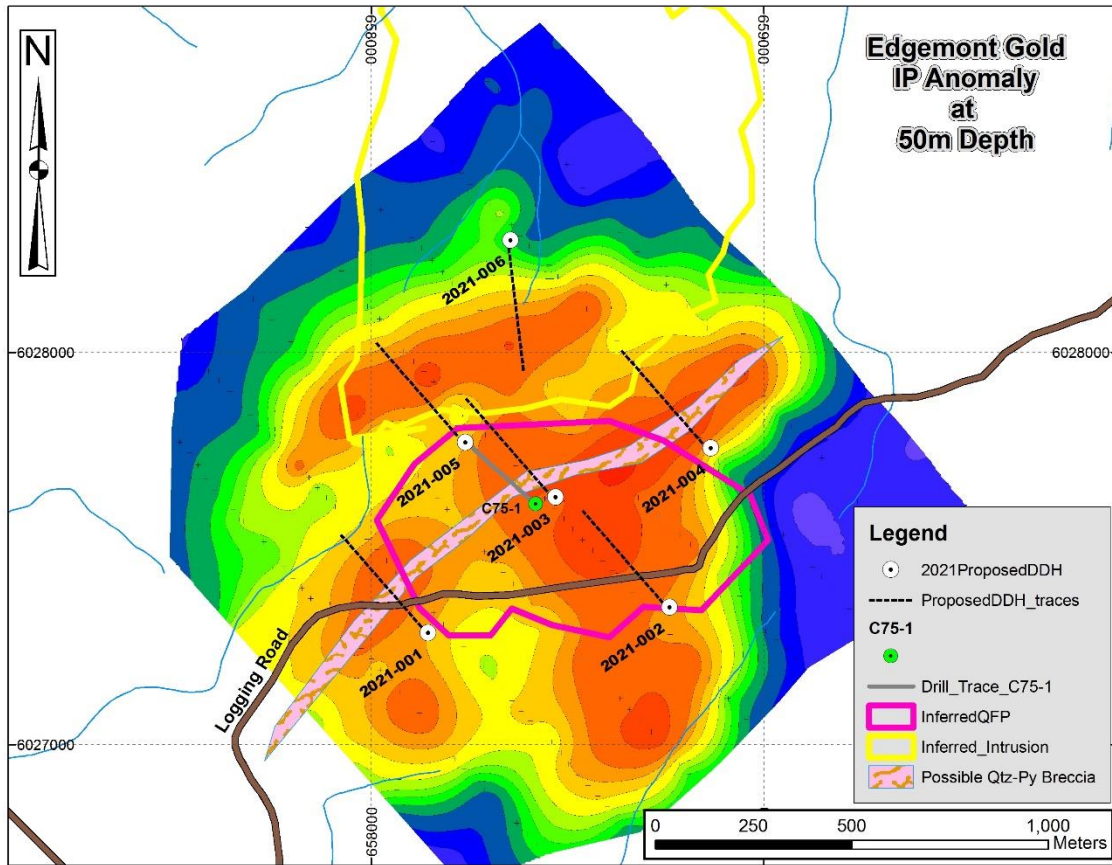 Edgemont Gold
IP Anomaly
at
50m Depth
N
658000
659000
6028000
6028000
2021-006
2021-005
2021-004
C75-1
2021-003
2021-002
2021-001
Logging Road
6027000
658000
Legend
2021ProposedDDH
ProposedDDH_traces
C75-1
Drill_Trace_C75-1
InferredQFP
Inferred_Intrusion
Possible Qtz-Py Breccia
0 250 500 1,000
Meters